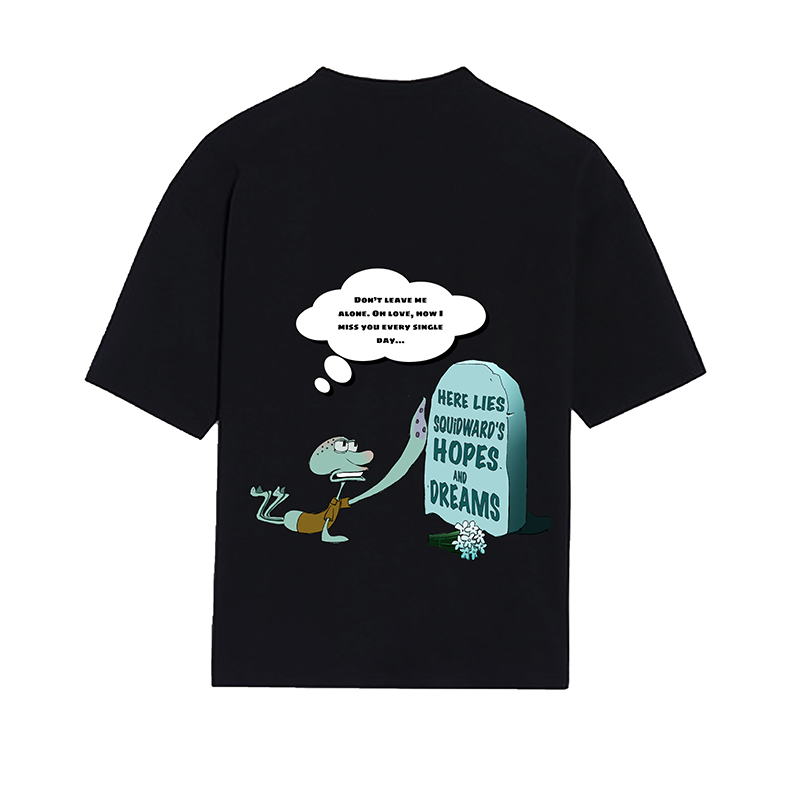 Don't leave me
alone. Oh love, how I
miss you every single
day...
HERE LIES
SQUiDWARD'S
HOPES
AND
DREAMS